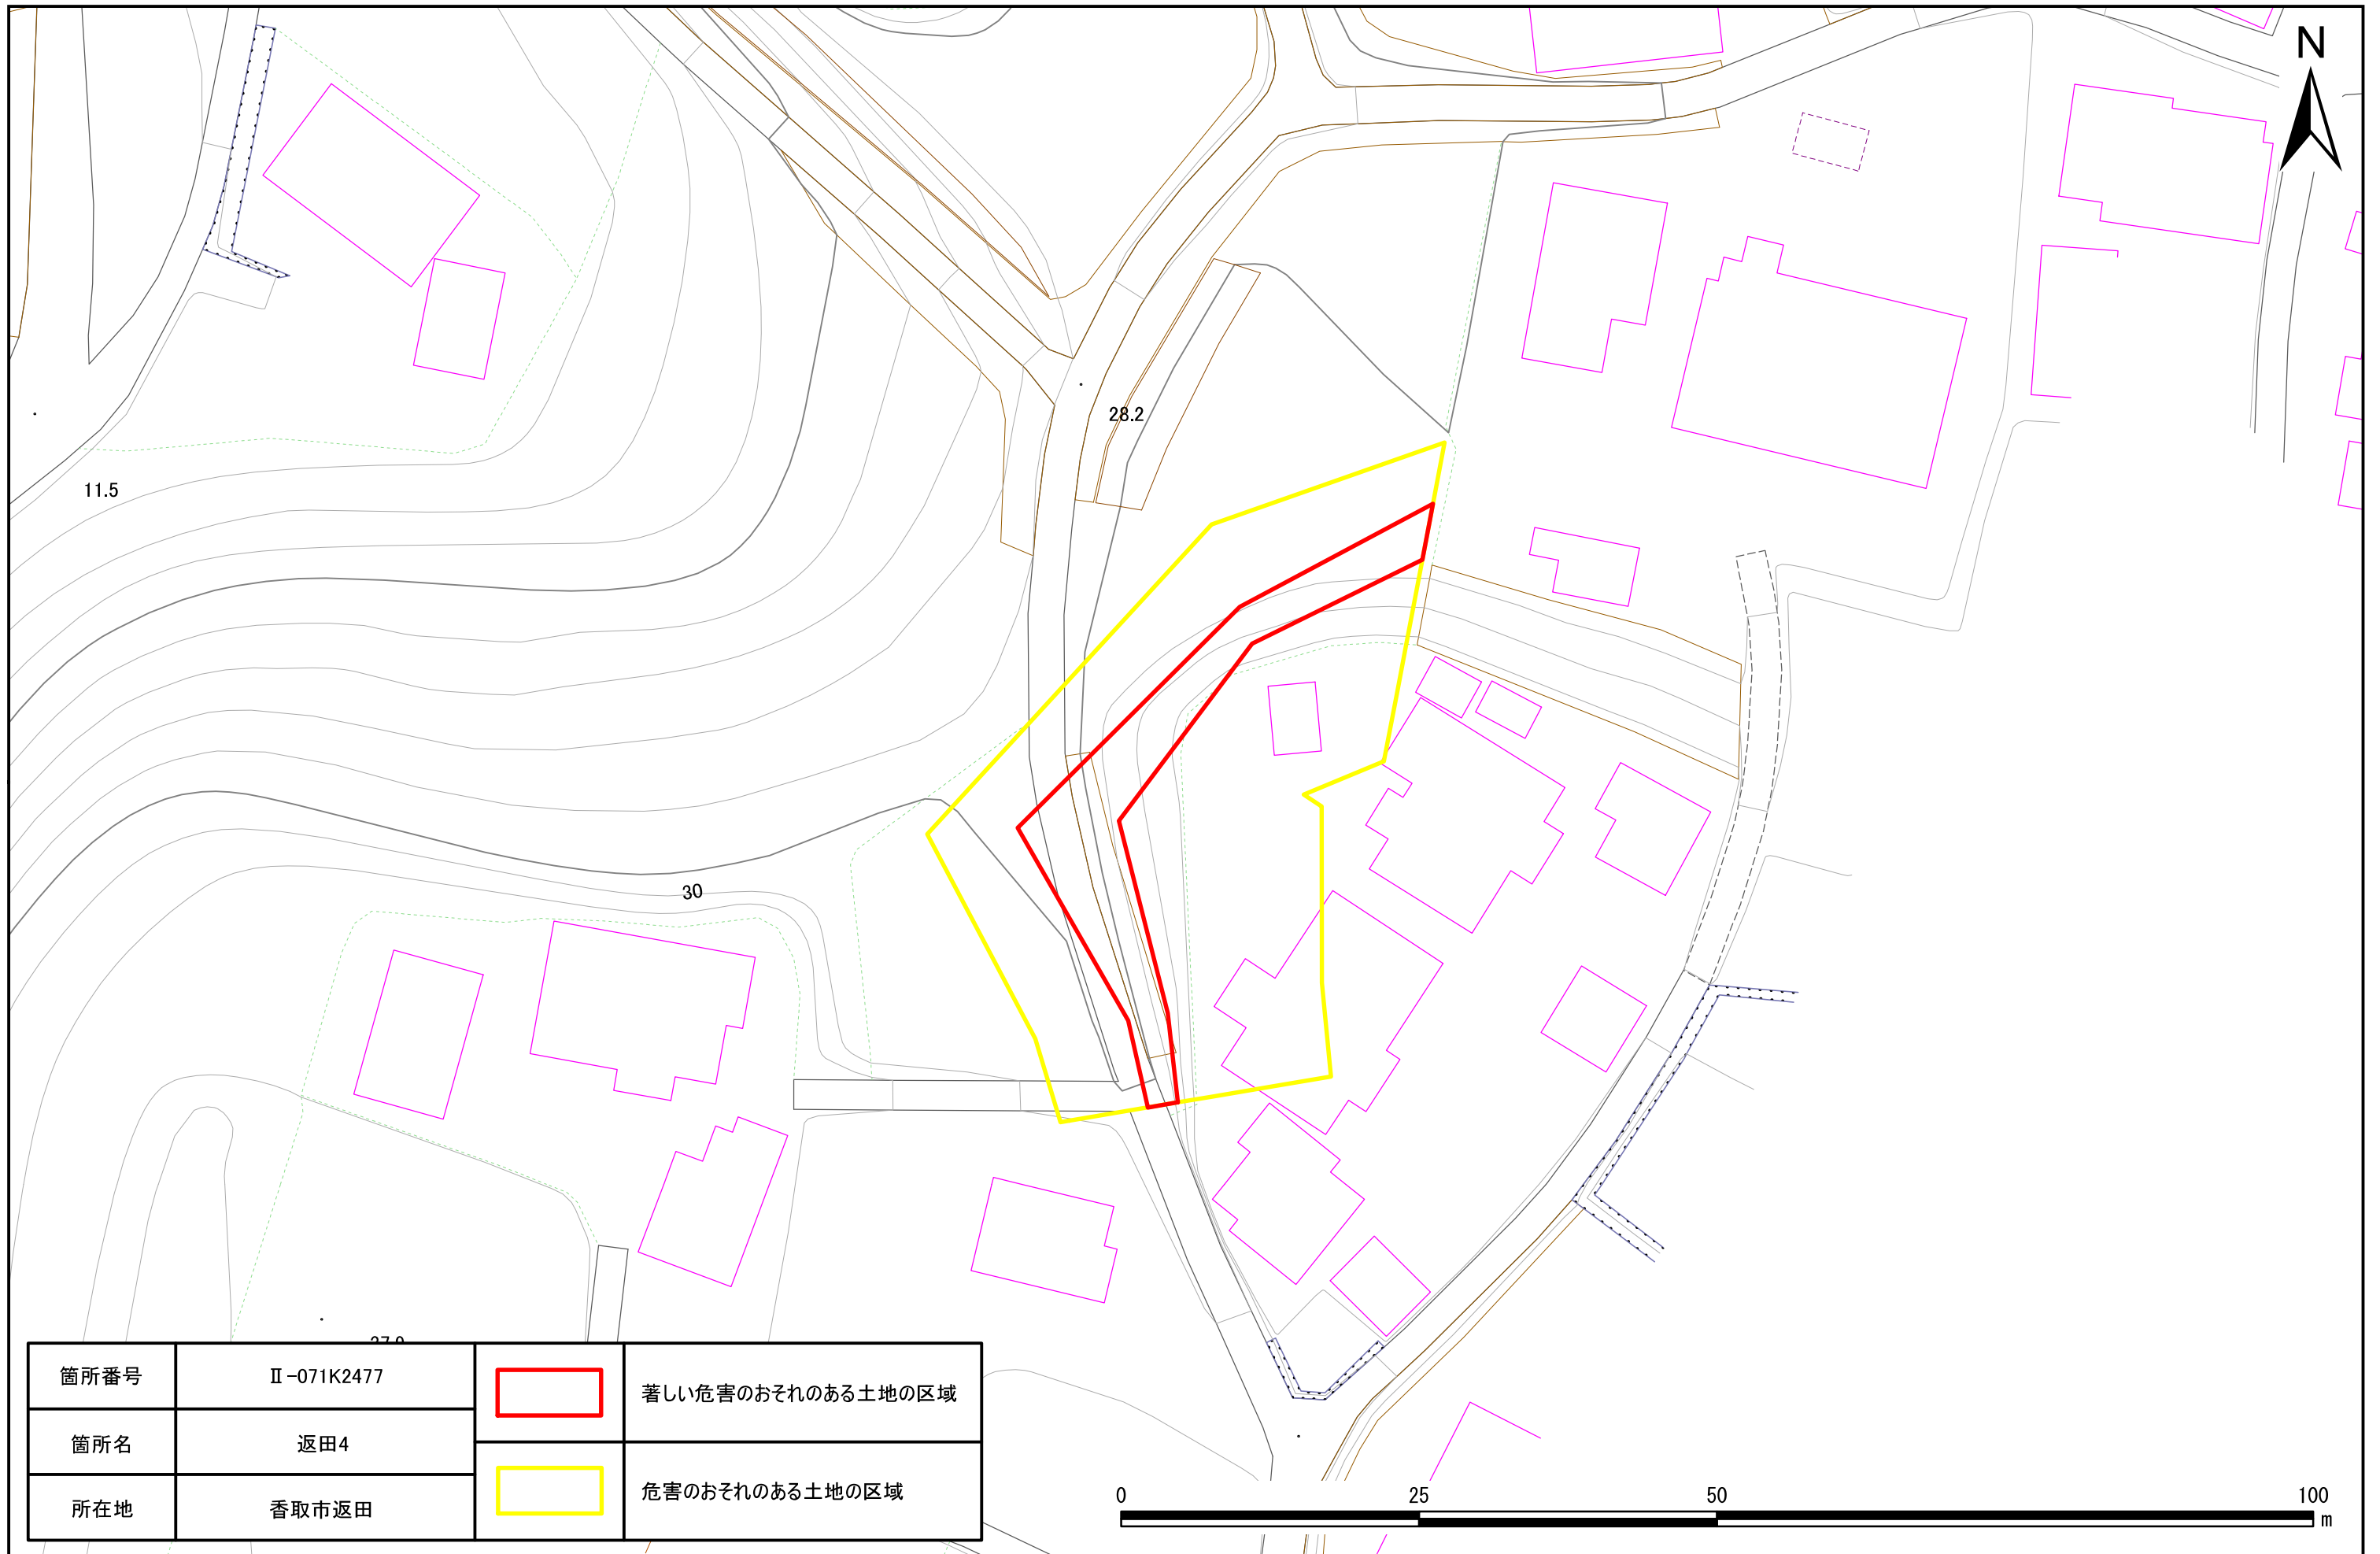 N
28.2
11.5
30
箇所番号
Ⅱ-071K2477
著しい危害のおそれのある土地の区域
箇所名
返田4
危害のおそれのある土地の区域
所在地
香取市返田
0
25
50
100
m